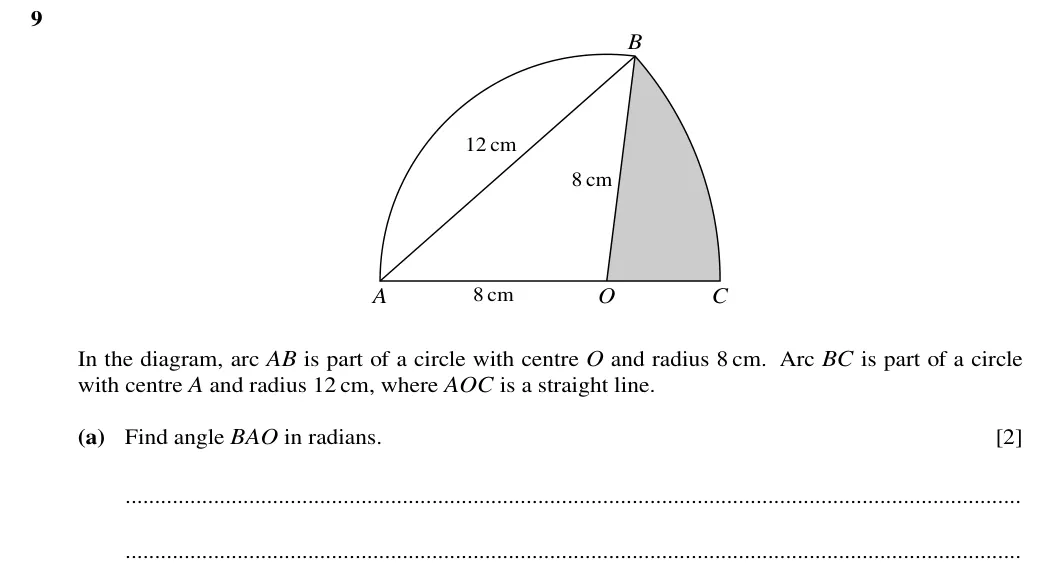 9
B
12 cm
8 cm
A
8 cm
O
C
In the diagram, arc AB is part of a circle with centre O and radius 8 cm. Arc BC is part of a circle
with centre A and radius 12 cm, where AOC is a straight line.
(a) Find angle BAO in radians. [2]